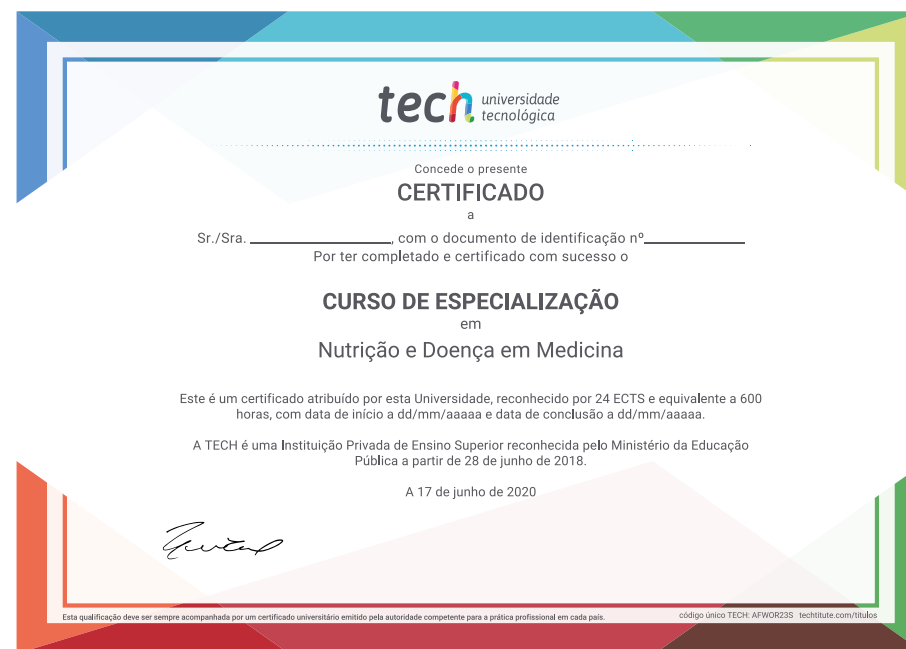 tech universidade
tecnológica
Concede o presente
CERTIFICADO
a
Sr./Sra. ________________, com o documento de identificação nº____________
Por ter completado e certificado com sucesso o
CURSO DE ESPECIALIZAÇÃO
em
Nutrição e Doença em Medicina
Este é um certificado atribuído por esta Universidade, reconhecido por 24 ECTS e equivalente a 600
horas, com data de início a dd/mm/aaaaa e data de conclusão a dd/mm/aaaaa.
A TECH é uma Instituição Privada de Ensino Superior reconhecida pelo Ministério da Educação
Pública a partir de 28 de junho de 2018.
A 17 de junho de 2020
Esta qualificação deve ser sempre acompanhada por um certificado universitário emitido pela autoridade competente para a prática profissional em cada país.
código único TECH: AFWOR23S techtitute.com/titulos